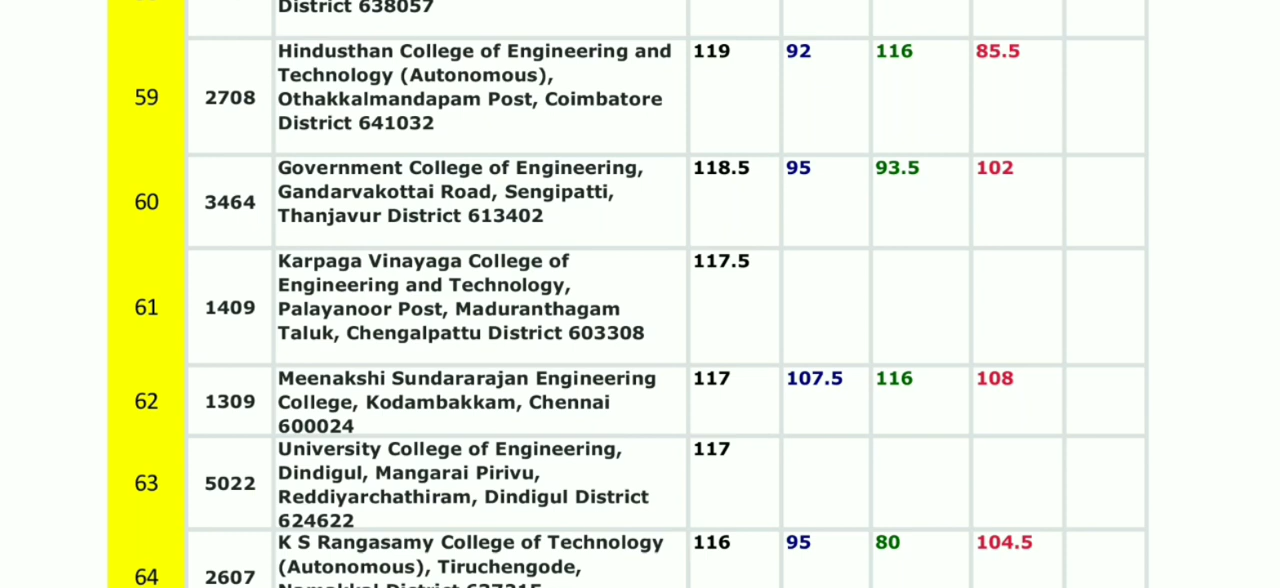 District 638057
59 2708 Hindusthan College of Engineering and 119 92 116 85.5
Technology (Autonomous),
Othakkalmandapam Post, Coimbatore
District 641032
60 3464 Government College of Engineering, 118.5 95 93.5 102
Gandarvakottai Road, Sengipatti,
Thanjavur District 613402
61 1409 Karpaga Vinayaga College of 117.5
Engineering and Technology,
Palayanoor Post, Maduranthagam
Taluk, Chengalpattu District 603308
62 1309 Meenakshi Sundararajan Engineering 117 107.5 116 108
College, Kodambakkam, Chennai
600024
63 5022 University College of Engineering, 117
Dindigul, Mangarai Pirivu,
Reddiyarchathiram, Dindigul District
624622
64 2607 K S Rangasamy College of Technology 116 95 80 104.5
(Autonomous), Tiruchengode,